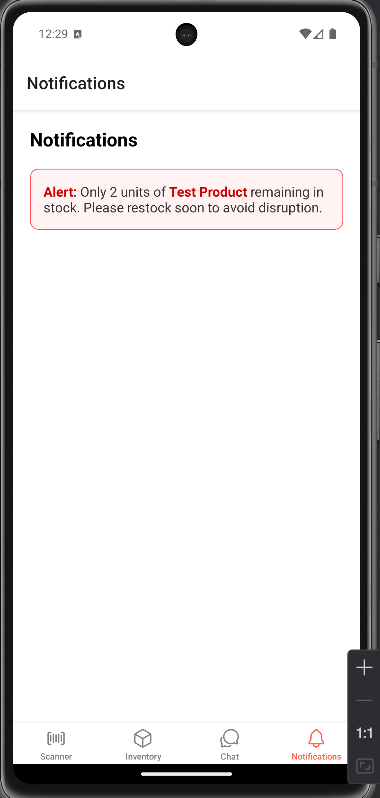 12:29
Notifications
Notifications
Alert: Only 2 units of Test Product remaining in
stock. Please restock soon to avoid disruption.
1:1
Scanner Inventory Chat Notifications